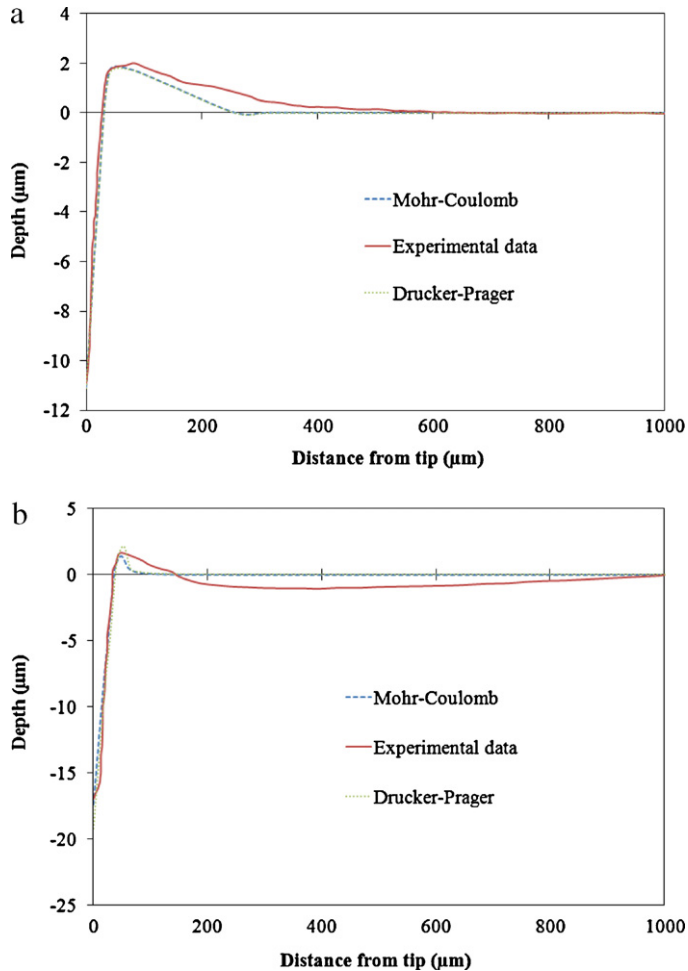 a
4
2
0
-2
-4
-6
-8
-10
-12
Depth (µm)
Mohr-Coulomb
Experimental data
Drucker-Prager
0 200 400 600 800 1000
Distance from tip (µm)
b
5
0
-5
-10
-15
-20
-25
Depth (µm)
Mohr-Coulomb
Experimental data
Drucker-Prager
0 200 400 600 800 1000
Distance from tip (µm)